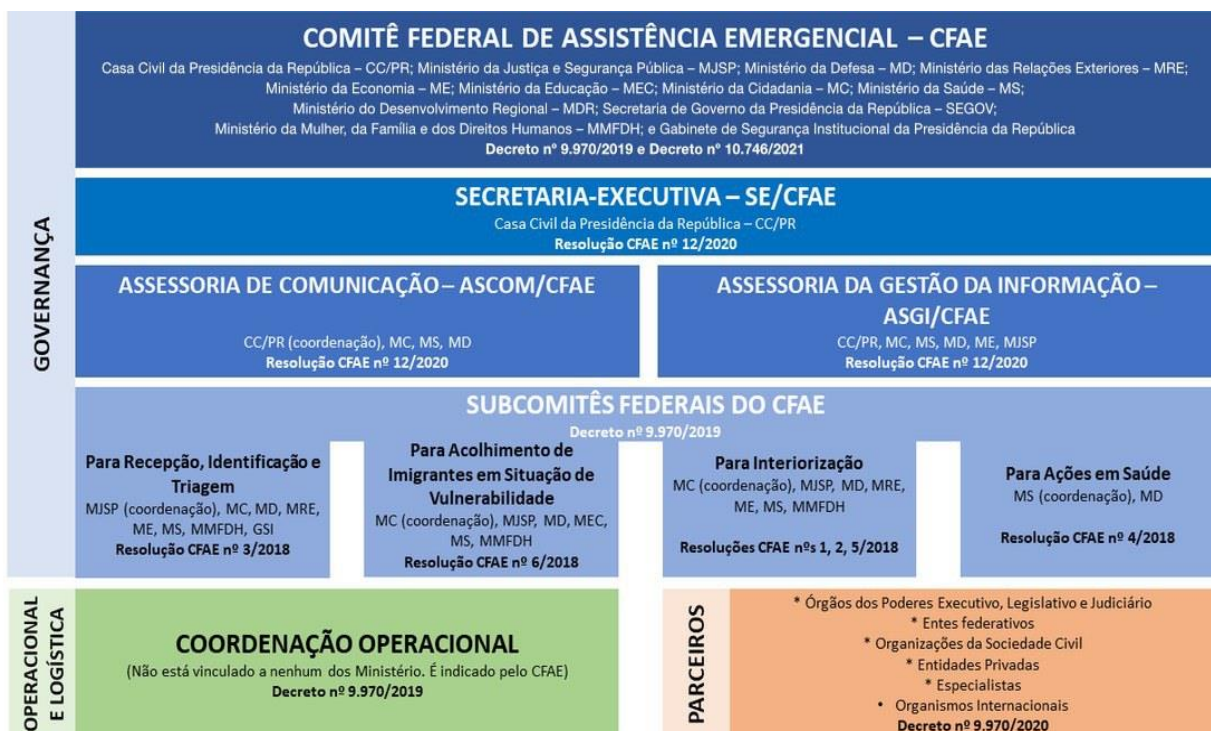 COMITÊ FEDERAL DE ASSISTÊNCIA EMERGENCIAL – CFAE
Casa Civil da Presidência da República – CC/PR; Ministério da Justiça e Segurança Pública – MJSP; Ministério da Defesa – MD; Ministério das Relações Exteriores – MRE;
Ministério da Economia – ME; Ministério da Educação – MEC; Ministério da Cidadania – MC; Ministério da Saúde – MS;
Ministério do Desenvolvimento Regional – MDR; Secretaria de Governo da Presidência da República – SEGOV;
Ministério da Mulher, da Família e dos Direitos Humanos – MMFDH; e Gabinete de Segurança Institucional da Presidência da República
Decreto nº 9.970/2019 e Decreto nº 10.746/2021
GOVERNANÇA
SECRETARIA-EXECUTIVA – SE/CFAE
Casa Civil da Presidência da República – CC/PR
Resolução CFAE nº 12/2020
ASSESSORIA DE COMUNICAÇÃO – ASCOM/CFAE
CC/PR (coordenação), MC, MS, MD
Resolução CFAE nº 12/2020
ASSESSORIA DA GESTÃO DA INFORMAÇÃO –
ASGI/CFAE
CC/PR, MC, MS, MD, ME, MJSP
Resolução CFAE nº 12/2020
SUBCOMITÊS FEDERAIS DO CFAE
Decreto nº 9.970/2019
Para Recepção, Identificação e
Triagem
MJSP (coordenação), MC, MD, MRE,
ME, MS, MMFDH, GSI
Resolução CFAE nº 3/2018
Para Acolhimento de
Imigrantes em Situação de
Vulnerabilidade
MC (coordenação), MJSP, MD, MEC,
MS, MMFDH
Resolução CFAE nº 6/2018
Para Interiorização
MC (coordenação), MJSP, MD, MRE,
ME, MS, MMFDH
Resoluções CFAE nºs 1, 2, 5/2018
Para Ações em Saúde
MS (coordenação), MD
Resolução CFAE nº 4/2018
OPERACIONAL
E LOGÍSTICA
COORDENAÇÃO OPERACIONAL
(Não está vinculado a nenhum dos Ministério. É indicado pelo CFAE)
Decreto nº 9.970/2019
PARCEIROS
* Órgãos dos Poderes Executivo, Legislativo e Judiciário
* Entes federativos
* Organizações da Sociedade Civil
* Entidades Privadas
* Especialistas
• Organismos Internacionais
Decreto nº 9.970/2020